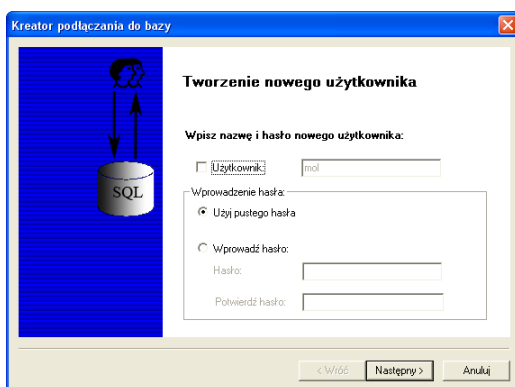 Kreator podłączania do bazy
Tworzenie nowego użytkownika
Wpisz nazwę i hasło nowego użytkownika:
Użytkownik:
mol
SQL
Wprowadzenie hasła:
Użyj pustego hasła
Wprowadź hasło:
Hasło:
Potwierdź hasło:
< Wróć
Następny >
Anuluj